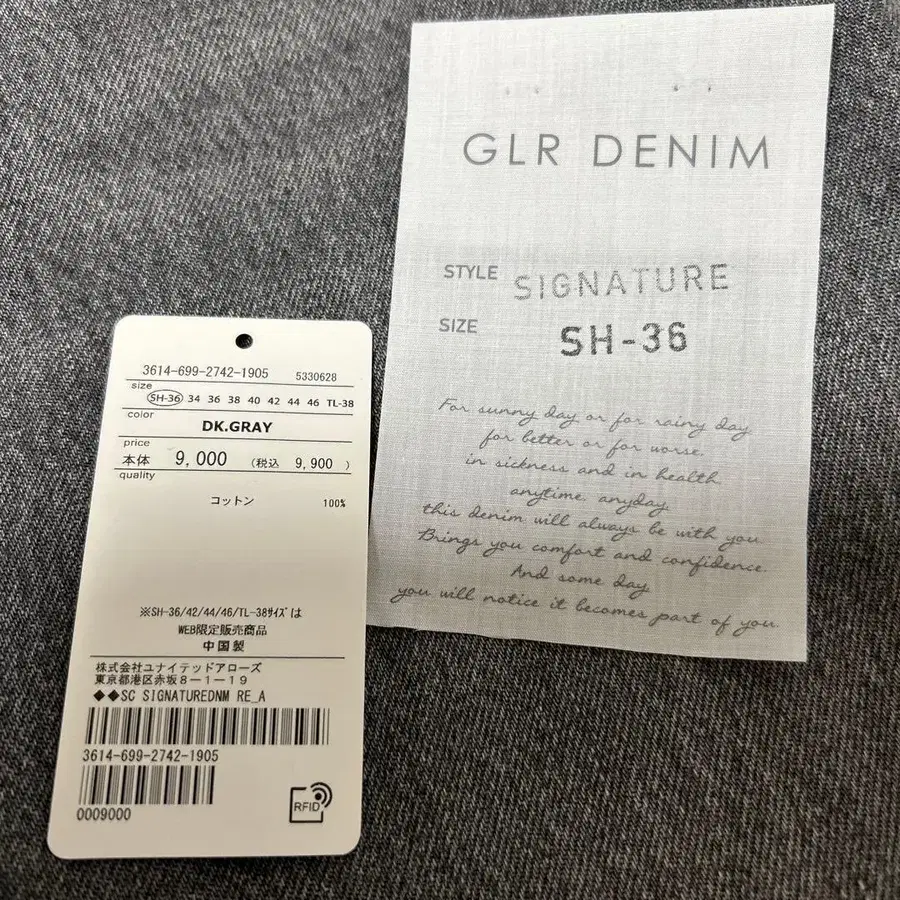 GLR DENIM
STYLE SIGNATURE
SIZE SH-36
For sunny day or for rainy day
for better or for worse.
in sickness and in health.
anytime. anyday
this denim will always be with you.
Brings you comfort and confidence.
And some day
you will notice it becomes part of you.
3614-699-2742-1905 5330628
size
SH-36 34 36 38 40 42 44 46 TL-38
color
DK.GRAY
price
本体 9,000 (税込 9,900 )
quality
コットン 100%
※SH-36/42/44/46/TL-38ｻｲｽﾞは
WEB限定販売商品
中国製
株式会社ユナイテッドアローズ
東京都港区赤坂8-1-19
◆◆SC SIGNATUREDNM RE_A
3614-699-2742-1905
0009000
RFID